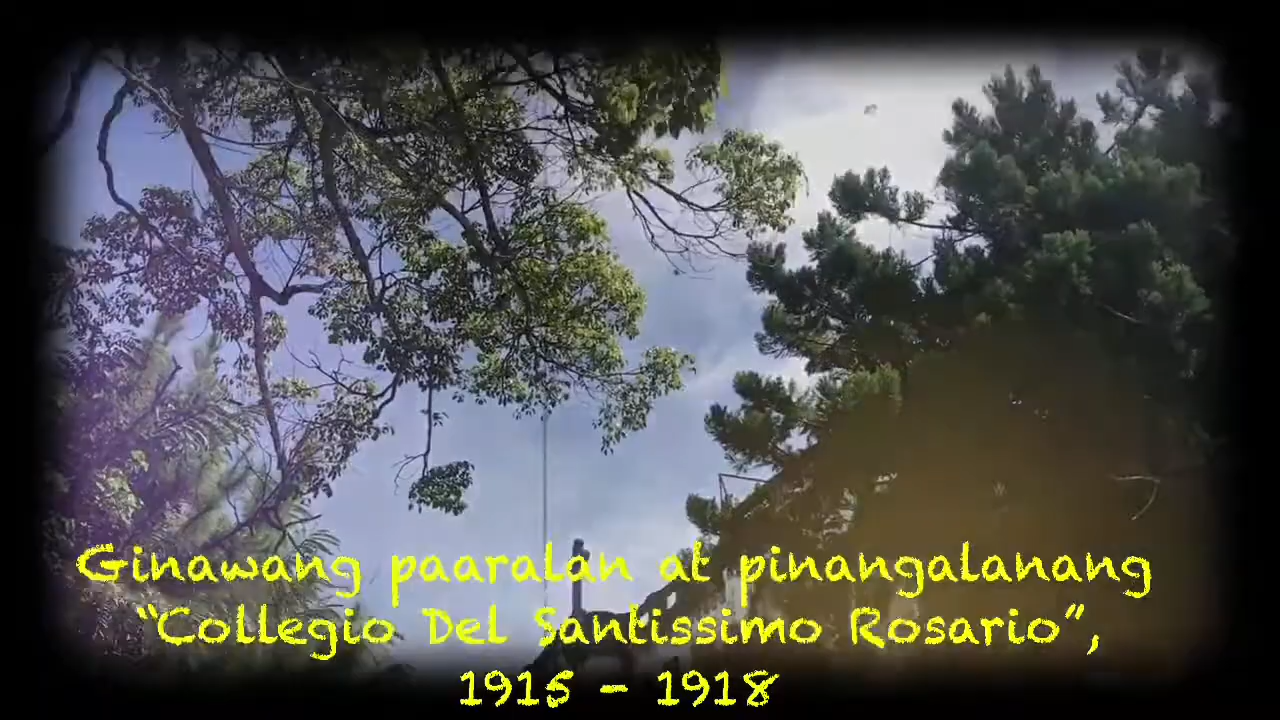 Ginawang paaralan at pinangalanang
“Collegio Del Santissimo Rosario”,
1915 - 1918